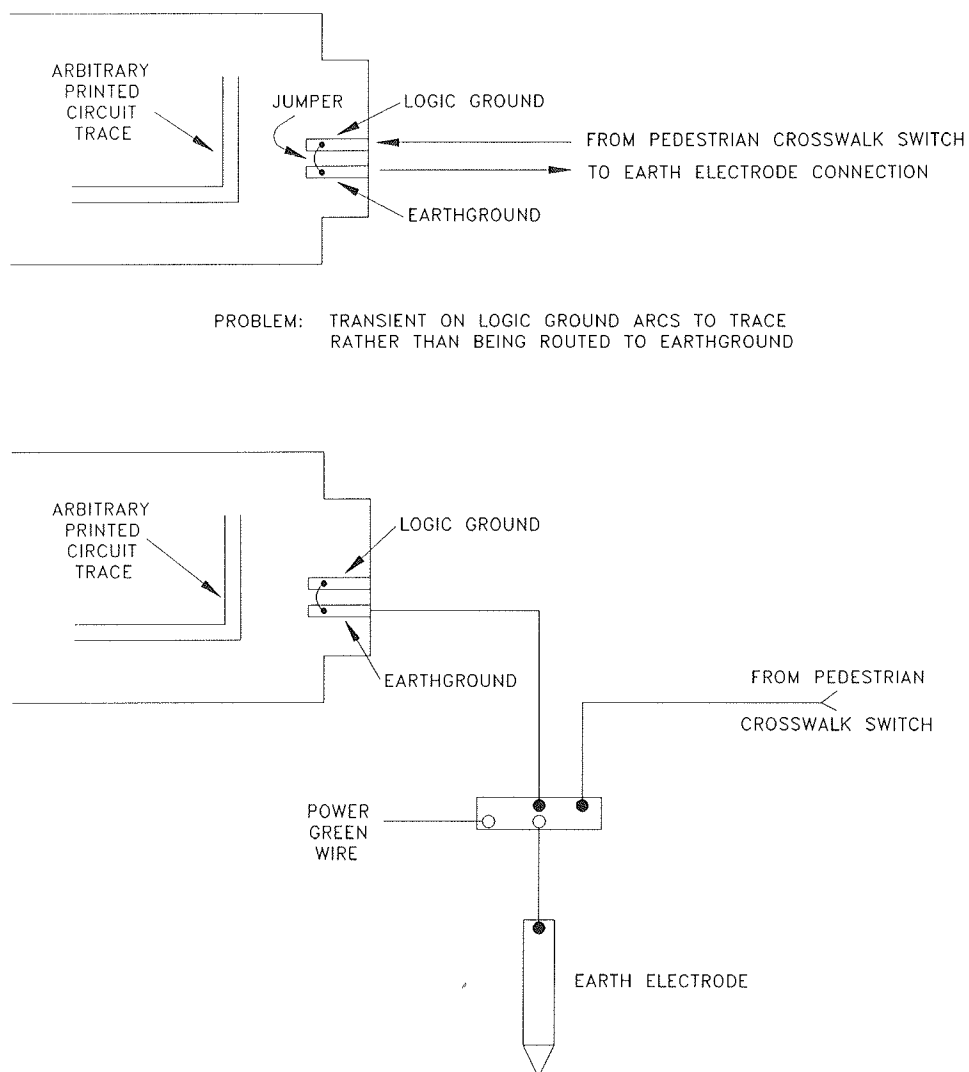 ARBITRARY
PRINTED
CIRCUIT
TRACE
JUMPER
LOGIC GROUND
FROM PEDESTRIAN CROSSWALK SWITCH
TO EARTH ELECTRODE CONNECTION
EARTHGROUND
PROBLEM: TRANSIENT ON LOGIC GROUND ARCS TO TRACE
RATHER THAN BEING ROUTED TO EARTHGROUND
ARBITRARY
PRINTED
CIRCUIT
TRACE
LOGIC GROUND
EARTHGROUND
FROM PEDESTRIAN
CROSSWALK SWITCH
POWER
GREEN
WIRE
EARTH ELECTRODE